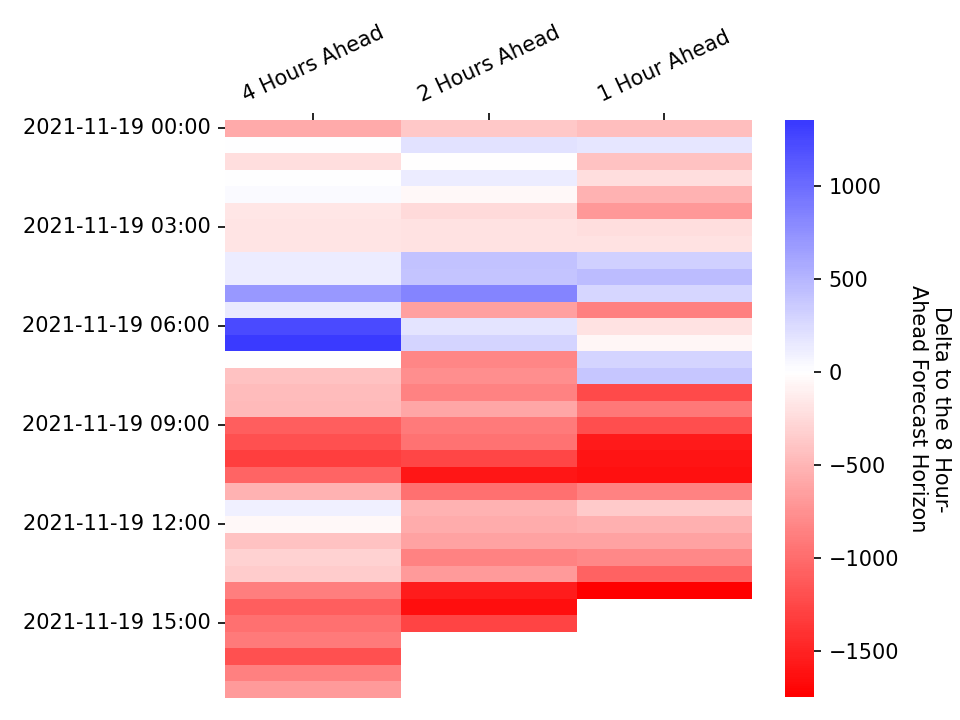 4 Hours Ahead
2 Hours Ahead
1 Hour Ahead
2021-11-19 00:00
2021-11-19 03:00
2021-11-19 06:00
2021-11-19 09:00
2021-11-19 12:00
2021-11-19 15:00
1000
500
0
−500
−1000
−1500
Delta to the 8 Hour-
Ahead Forecast Horizon